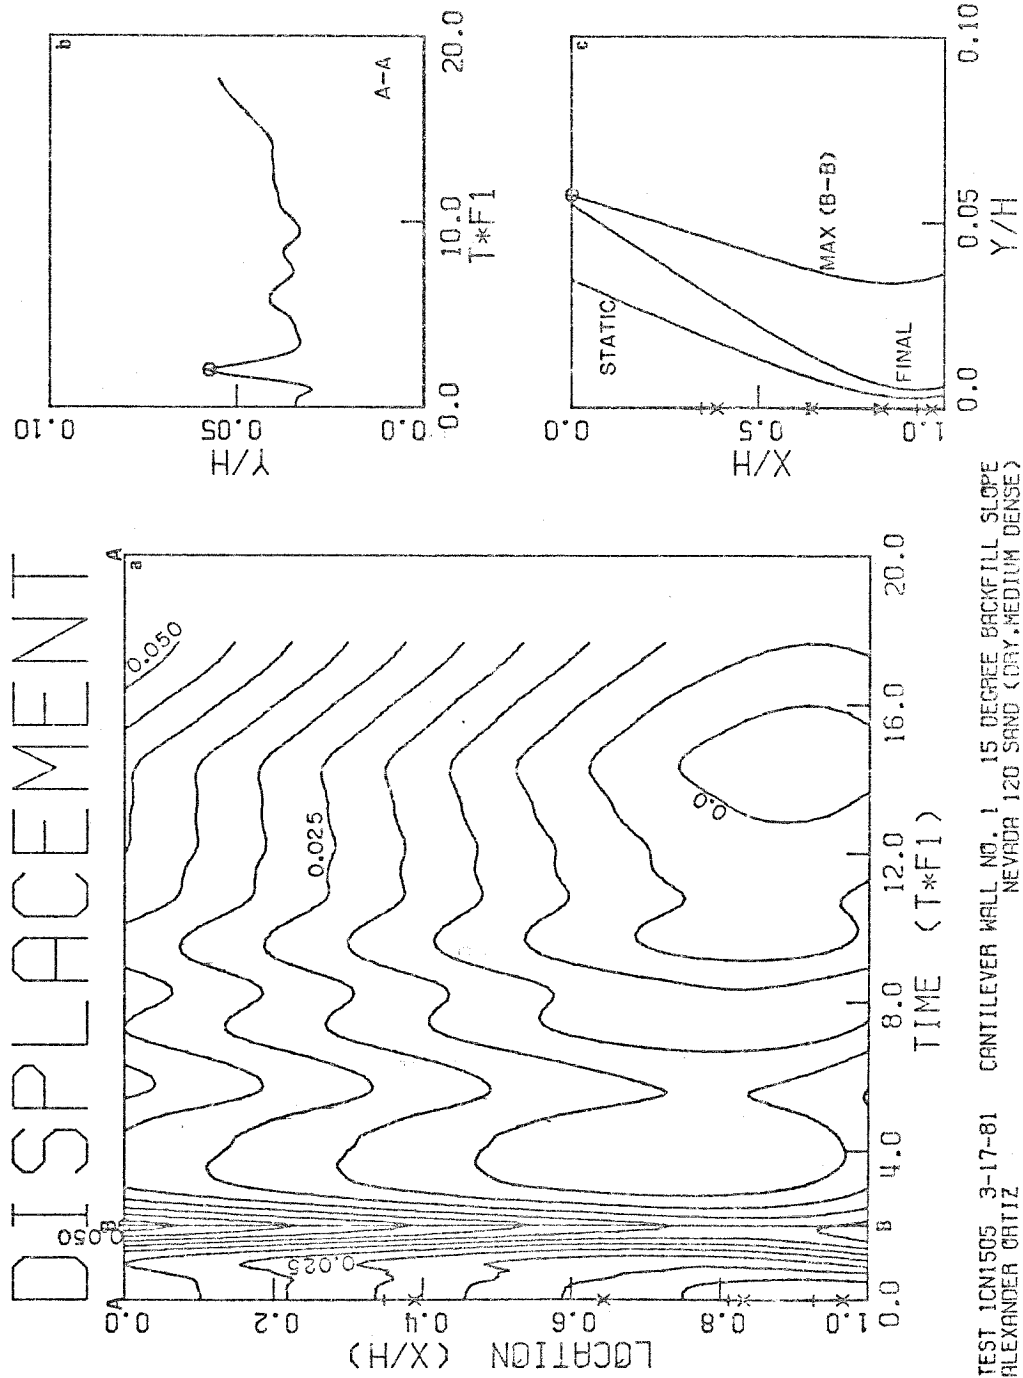 DISPLACEMENT
A
B
A
a
0.050
0.050
0.025
0.025
0.0
B
0.0
0.2
0.4
0.6
0.8
1.0
LOCATION (X/H)
0.0
4.0
8.0
12.0
16.0
20.0
TIME (T*F1)
b
A-A
0.10
0.05
0.0
Y/H
0.0
10.0
20.0
T*F1
c
STATIC
FINAL
MAX (B-B)
0.0
0.5
1.0
X/H
0.0
0.05
0.10
Y/H
TEST 1CN1505 3-17-81 CANTILEVER WALL NO. 1 15 DEGREE BACKFILL SLOPE
ALEXANDER ORTIZ NEVADA 120 SAND (DRY,MEDIUM DENSE)